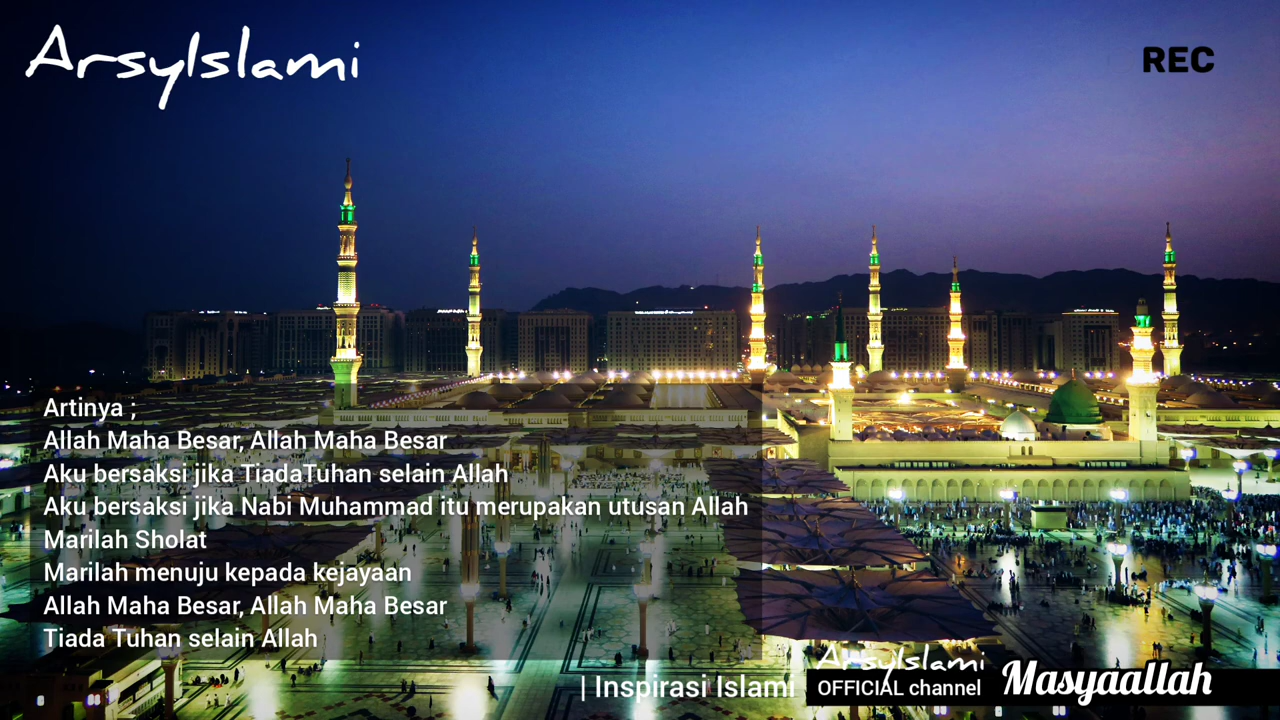 ArsyIslami
REC
Artinya ;
Allah Maha Besar, Allah Maha Besar
Aku bersaksi jika TiadaTuhan selain Allah
Aku bersaksi jika Nabi Muhammad itu merupakan utusan Allah
Marilah Sholat
Marilah menuju kepada kejayaan
Allah Maha Besar, Allah Maha Besar
Tiada Tuhan selain Allah
| Inspirasi Islami
ArsyIslami
OFFICIAL channel
Masyaallah